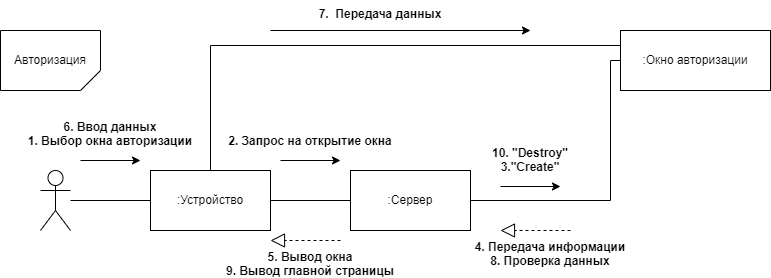 7. Передача данных
Авторизация
:Окно авторизации
6. Ввод данных
1. Выбор окна авторизации
2. Запрос на открытие окна
10. "Destroy"
3."Create"
:Устройство
:Сервер
5. Вывод окна
9. Вывод главной страницы
4. Передача информации
8. Проверка данных